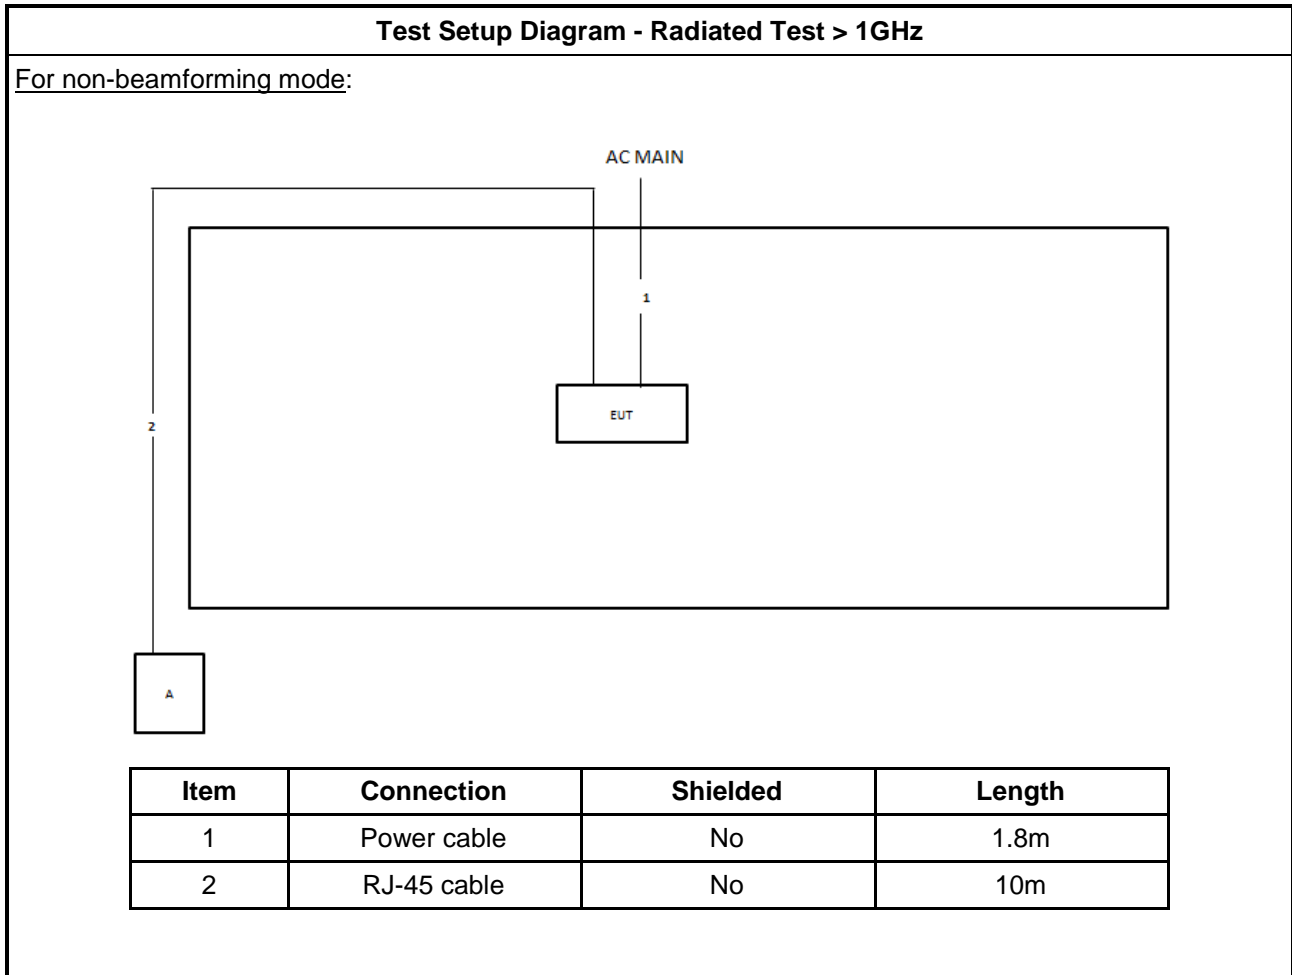 Test Setup Diagram - Radiated Test > 1GHz
For non-beamforming mode:
AC MAIN
1
EUT
2
A
Item Connection Shielded Length
1 Power cable No 1.8m
2 RJ-45 cable No 10m